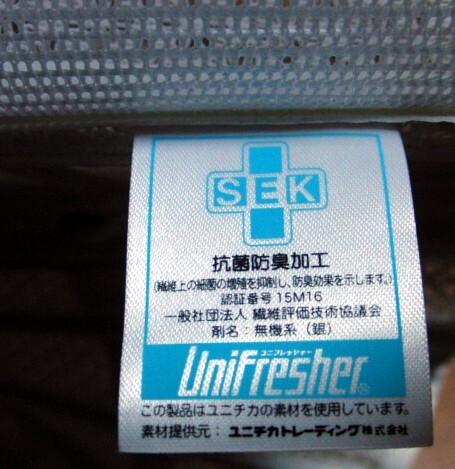 SEK
抗菌防臭加工
(繊維上の細菌の増殖を抑制し、防臭効果を示します。)
認証番号 15M16
一般社団法人 繊維評価技術協議会
剤名：無機系（銀）
ユニフレッシャー
Unifresher®
この製品はユニチカの素材を使用しています。
素材提供元： ユニチカトレーディング株式会社